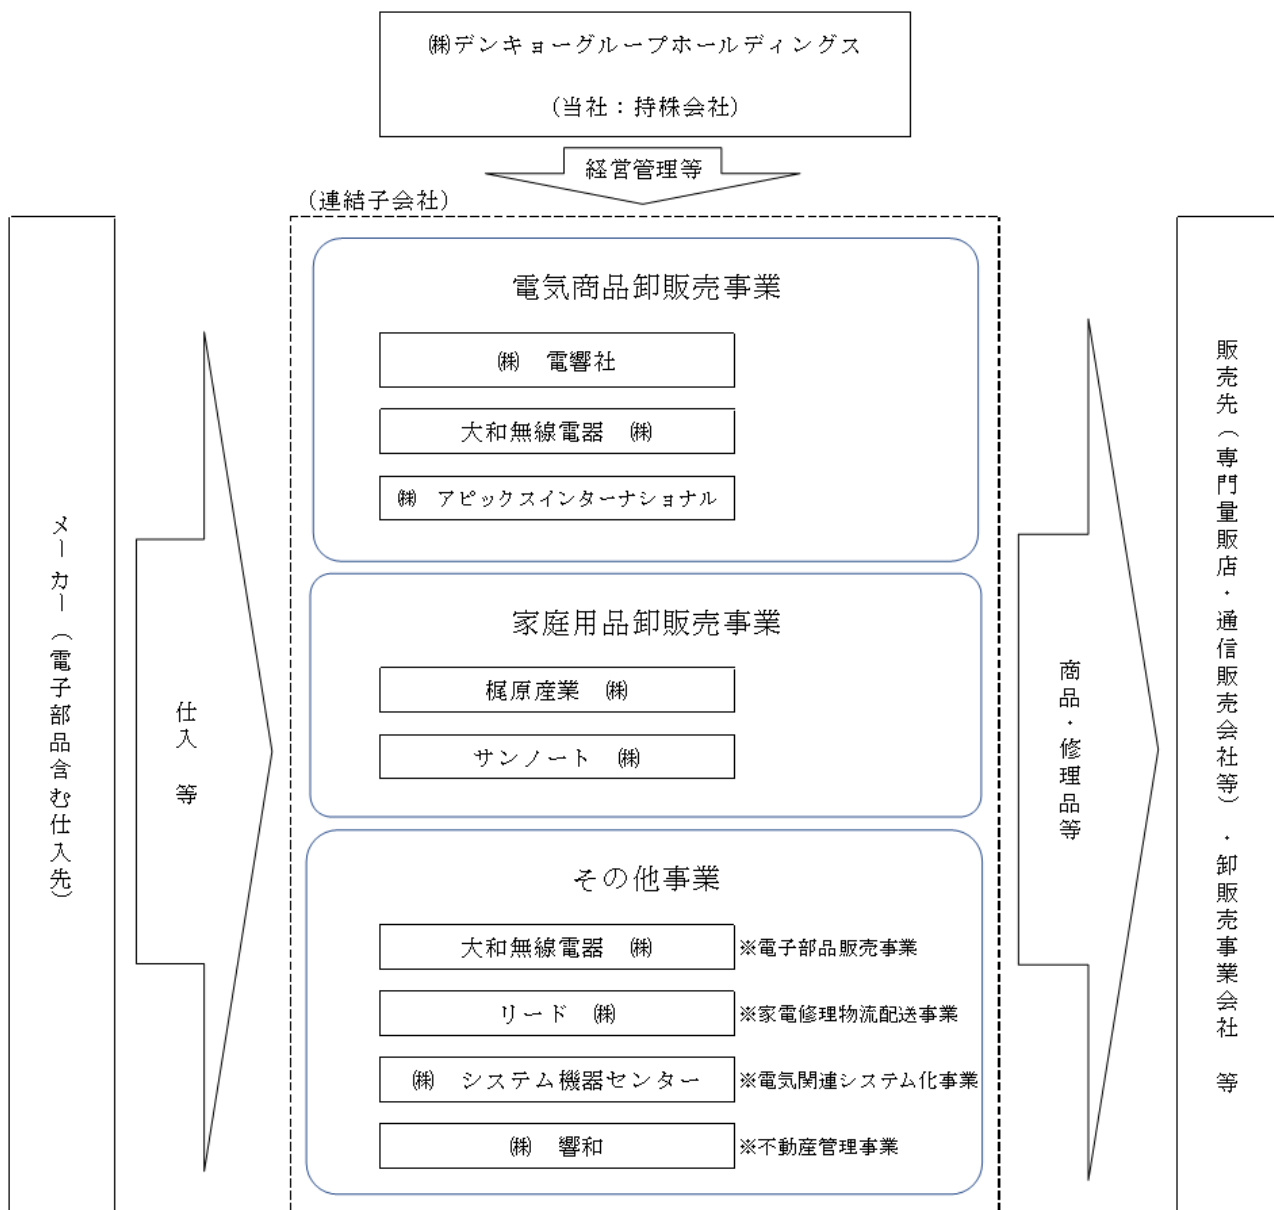 ㈱デンキョーグループホールディングス
(当社：持株会社)
経営管理等
(連結子会社)
メーカー(電子部品含む仕入先)
仕入　等
電気商品卸販売事業
㈱　電響社
大和無線電器　㈱
㈱　アピックスインターナショナル
家庭用品卸販売事業
梶原産業　㈱
サンノート　㈱
その他事業
大和無線電器　㈱　※電子部品販売事業
リード　㈱　※家電修理物流配送事業
㈱　システム機器センター　※電気関連システム化事業
㈱　響和　※不動産管理事業
商品・修理品等
販売先(専門量販店・通信販売会社等)・卸販売事業会社　等